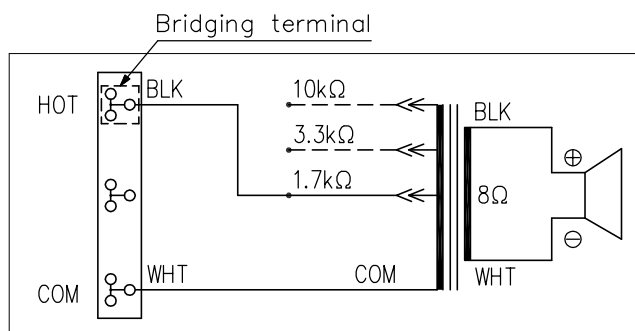 Bridging terminal
HOT
BLK
10kΩ
3.3kΩ
1.7kΩ
BLK
⊕
8Ω
⊖
COM
WHT
COM
WHT